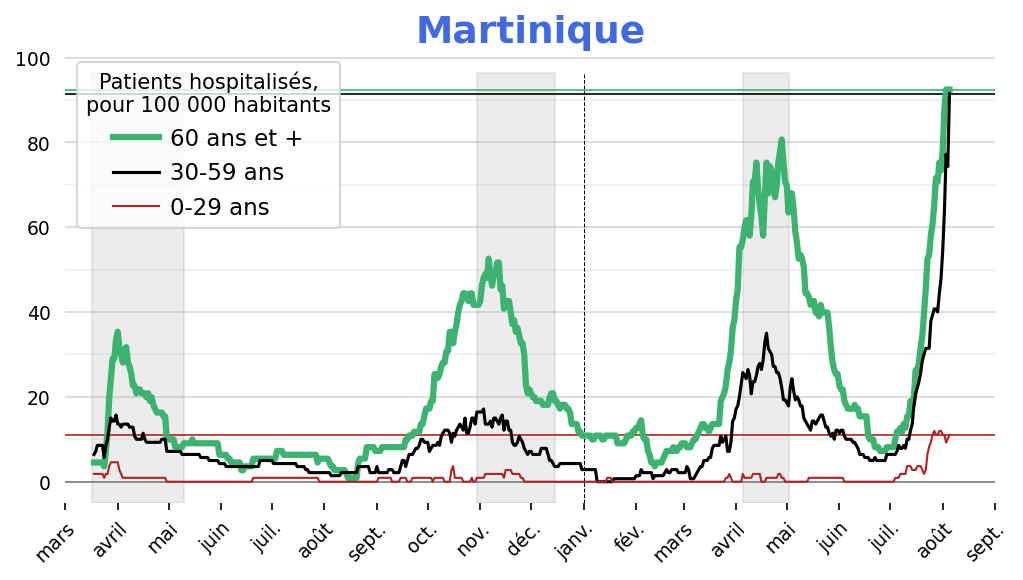 Martinique
Patients hospitalisés,
pour 100 000 habitants
60 ans et +
30-59 ans
0-29 ans
100
80
60
40
20
0
mars avril mai juin juil. août sept. oct. nov. déc. janv. fév. mars avril mai juin juil. août sept.